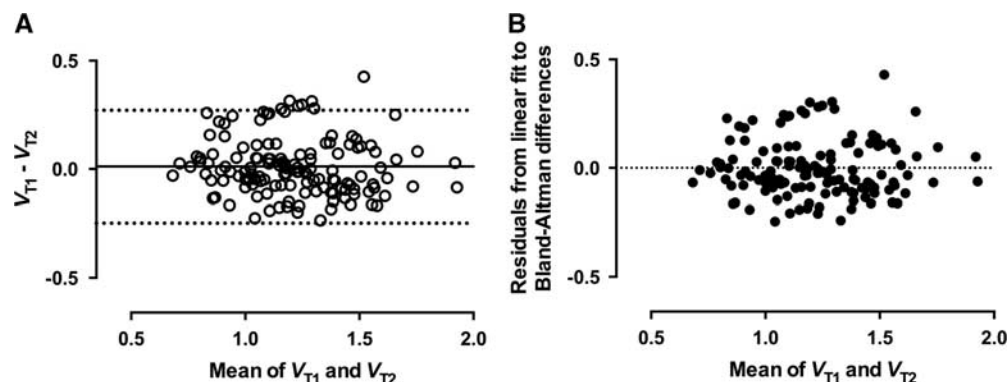 A
V_T1 - V_T2
0.5
0.0
-0.5
0.5 1.0 1.5 2.0
Mean of V_T1 and V_T2
B
Residuals from linear fit to
Bland-Altman differences
0.5
0.0
-0.5
0.5 1.0 1.5 2.0
Mean of V_T1 and V_T2